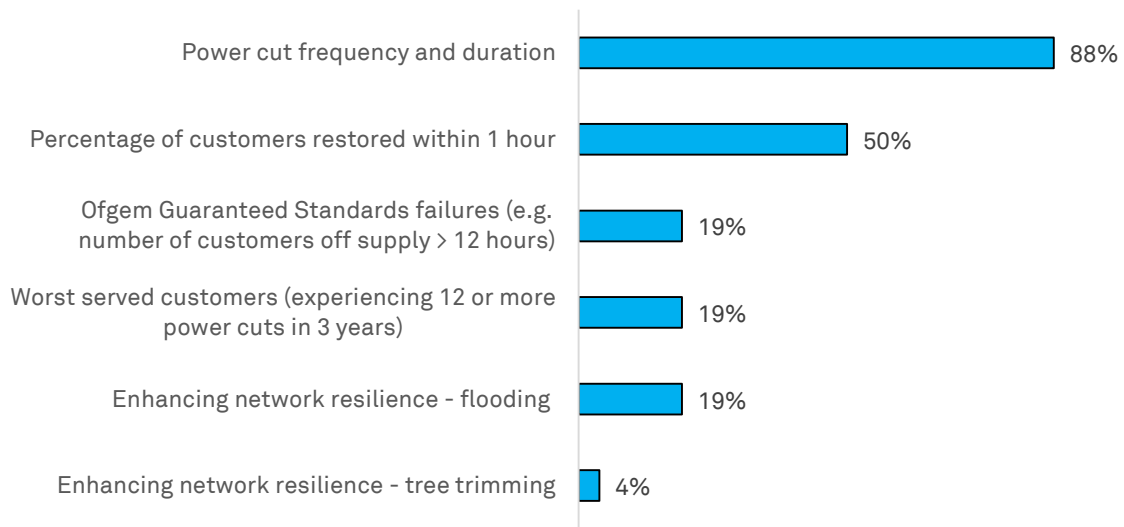 Power cut frequency and duration
88%
Percentage of customers restored within 1 hour
50%
Ofgem Guaranteed Standards failures (e.g.
number of customers off supply > 12 hours)
19%
Worst served customers (experiencing 12 or more
power cuts in 3 years)
19%
Enhancing network resilience - flooding
19%
Enhancing network resilience - tree trimming
4%